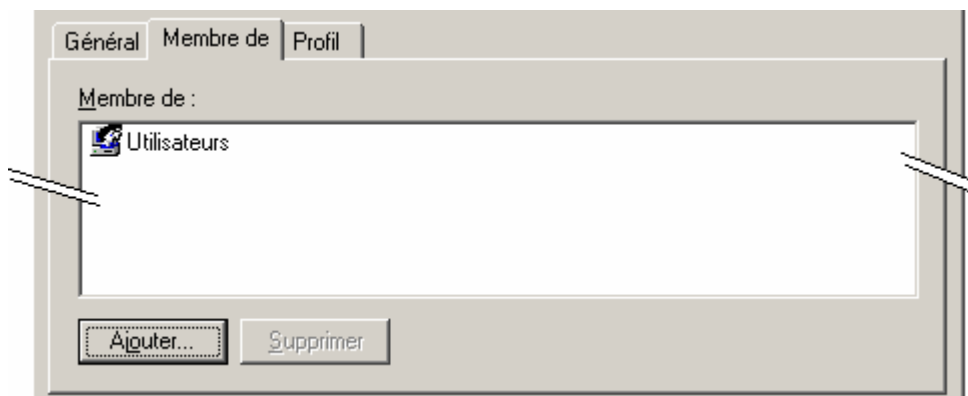 Général Membre de Profil
Membre de :
Utilisateurs
Ajouter... Supprimer